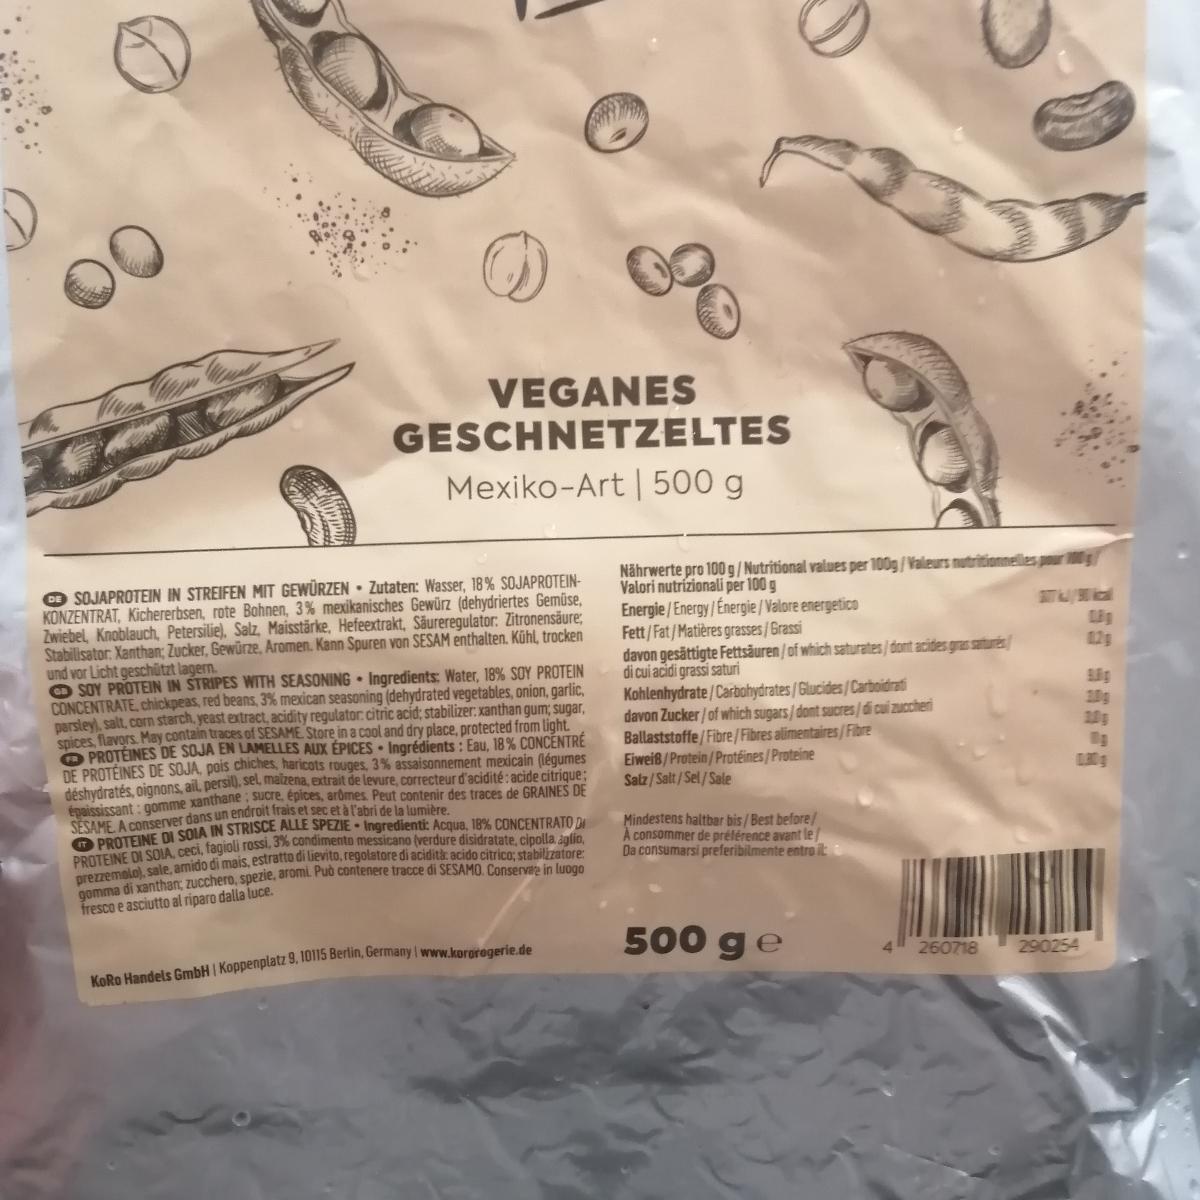 VEGANES
GESCHNETZELTES
Mexiko-Art | 500 g
DE SOJAPROTEIN IN STREIFEN MIT GEWÜRZEN • Zutaten: Wasser, 18% SOJAPROTEIN-
KONZENTRAT, Kichererbsen, rote Bohnen, 3% mexikanisches Gewürz (dehydriertes Gemüse,
Zwiebel, Knoblauch, Petersilie), Salz, Maisstärke, Hefeextrakt, Säureregulator: Zitronensäure;
Stabilisator: Xanthan; Zucker, Gewürze, Aromen. Kann Spuren von SESAM enthalten. Kühl, trocken
und vor Licht geschützt lagern.
GB SOY PROTEIN IN STRIPES WITH SEASONING • Ingredients: Water, 18% SOY PROTEIN
CONCENTRATE, chickpeas, red beans, 3% mexican seasoning (dehydrated vegetables, onion, garlic,
parsley), salt, corn starch, yeast extract, acidity regulator: citric acid; stabilizer: xanthan gum; sugar,
spices, flavors. May contain traces of SESAME. Store in a cool and dry place, protected from light.
FR PROTÉINES DE SOJA EN LAMELLES AUX ÉPICES • Ingrédients : Eau, 18% CONCENTRÉ
DE PROTÉINES DE SOJA, pois chiches, haricots rouges, 3% assaisonnement mexicain (légumes
déshydratés, oignons, ail, persil), sel, maïzena, extrait de levure, correcteur d'acidité : acide citrique ;
épaississant : gomme xanthane ; sucre, épices, arômes. Peut contenir des traces de GRAINES DE
SÉSAME. A conserver dans un endroit frais et sec et à l'abri de la lumière.
IT PROTEINE DI SOIA IN STRISCE ALLE SPEZIE • Ingredienti: Acqua, 18% CONCENTRATO DI
PROTEINE DI SOIA, ceci, fagioli rossi, 3% condimento messicano (verdure disidratate, cipolla, aglio,
prezzemolo), sale, amido di mais, estratto di lievito, regolatore di acidità: acido citrico; stabilizzatore:
gomma di xanthan; zucchero, spezie, aromi. Può contenere tracce di SESAMO. Conservare in luogo
fresco e asciutto al riparo dalla luce.
KoRo Handels GmbH | Koppenplatz 9, 10115 Berlin, Germany | www.korodrogerie.de
Nährwerte pro 100 g / Nutritional values per 100g / Valeurs nutritionnelles pour 100 g /
Valori nutrizionali per 100 g
Energie / Energy / Énergie / Valore energetico
Fett / Fat / Matières grasses / Grassi 0,8 g
davon gesättigte Fettsäuren / of which saturates / dont acides gras saturés / 0,2 g
di cui acidi grassi saturi
Kohlenhydrate / Carbohydrates / Glucides / Carboidrati
davon Zucker / of which sugars / dont sucres / di cui zuccheri
Ballaststoffe / Fibre / Fibres alimentaires / Fibre
Eiweiß / Protein / Protéines / Proteine
Salz / Salt / Sel / Sale
Mindestens haltbar bis / Best before /
À consommer de préférence avant le /
Da consumarsi preferibilmente entro il:
500 g e
4 260718 290254